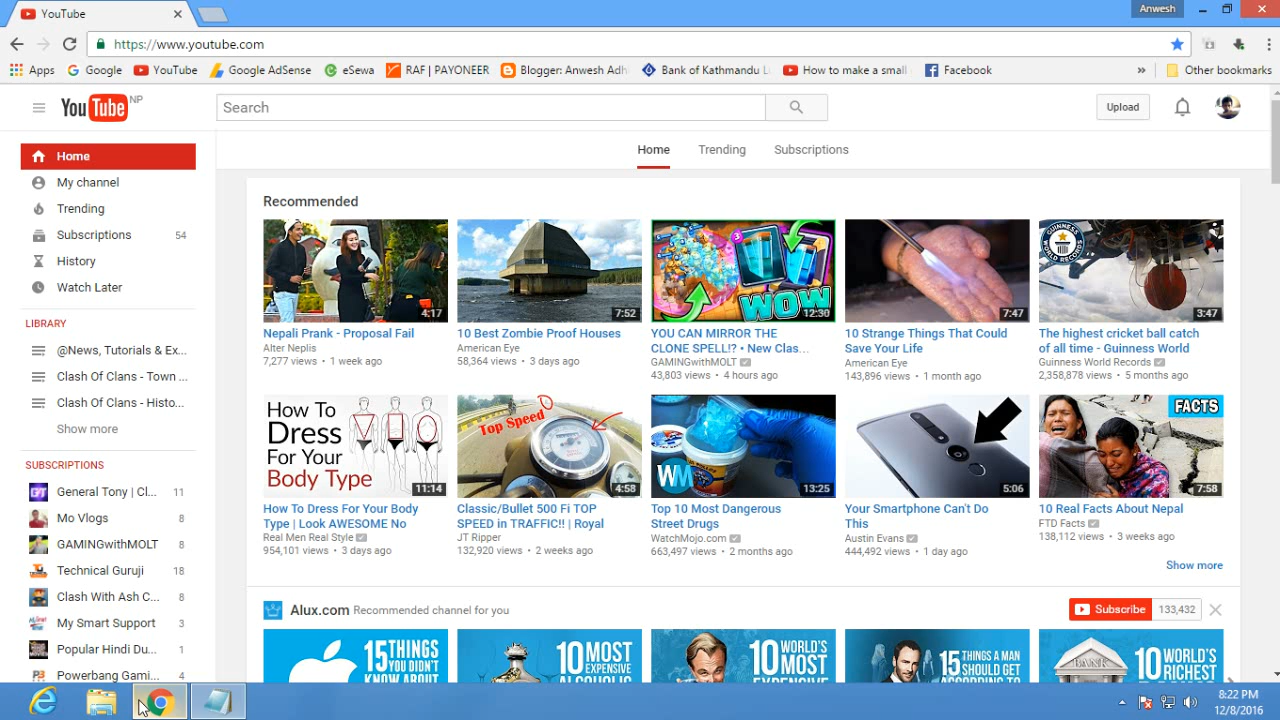 YouTube
Anwesh
https://www.youtube.com
Apps Google YouTube Google AdSense eSewa RAF | PAYONEER Blogger: Anwesh Adh Bank of Kathmandu L How to make a small Facebook » Other bookmarks
YouTube NP
Search
Upload
Home Trending Subscriptions
Home
My channel
Trending
Subscriptions 54
History
Watch Later
LIBRARY
@News, Tutorials & Ex...
Clash Of Clans - Town ...
Clash Of Clans - Histo...
Show more
SUBSCRIPTIONS
General Tony | Cl... 11
Mo Vlogs 8
GAMINGwithMOLT 8
Technical Guruji 18
Clash With Ash C... 8
My Smart Support 3
Popular Hindi Du... 1
Powerbang Gami... 4
Recommended
4:17
Nepali Prank - Proposal Fail
Alter Neplis
7,277 views • 1 week ago
7:52
10 Best Zombie Proof Houses
American Eye
58,364 views • 3 days ago
3
WOW
12:30
YOU CAN MIRROR THE
CLONE SPELL!? • New Clas...
GAMINGwithMOLT
43,803 views • 4 hours ago
7:47
10 Strange Things That Could
Save Your Life
American Eye
143,896 views • 1 month ago
GUINNESS
WORLD RECORDS
3:47
The highest cricket ball catch
of all time - Guinness World
Guinness World Records
2,358,878 views • 5 months ago
How To
Dress
For Your
Body Type
11:14
How To Dress For Your Body
Type | Look AWESOME No
Real Men Real Style
954,101 views • 3 days ago
Top Speed
4:58
Classic/Bullet 500 Fi TOP
SPEED in TRAFFIC!! | Royal
JT Ripper
132,920 views • 2 weeks ago
WM
13:25
Top 10 Most Dangerous
Street Drugs
WatchMojo.com
663,497 views • 2 months ago
5:06
Your Smartphone Can't Do
This
Austin Evans
444,492 views • 1 day ago
FACTS
7:58
10 Real Facts About Nepal
FTD Facts
138,112 views • 3 weeks ago
Show more
Alux.com Recommended channel for you
Subscribe 133,432
15 THINGS
YOU DIDN'T
KNOW ABOUT
10 MOST
EXPENSIVE
ALCOHOLIC
10 WORLD'S
MOST
EXPENSIVE
15 THINGS A MAN
SHOULD GET
ACCORDING TO
BANK
10 WORLD'S
RICHEST
8:22 PM
12/8/2016